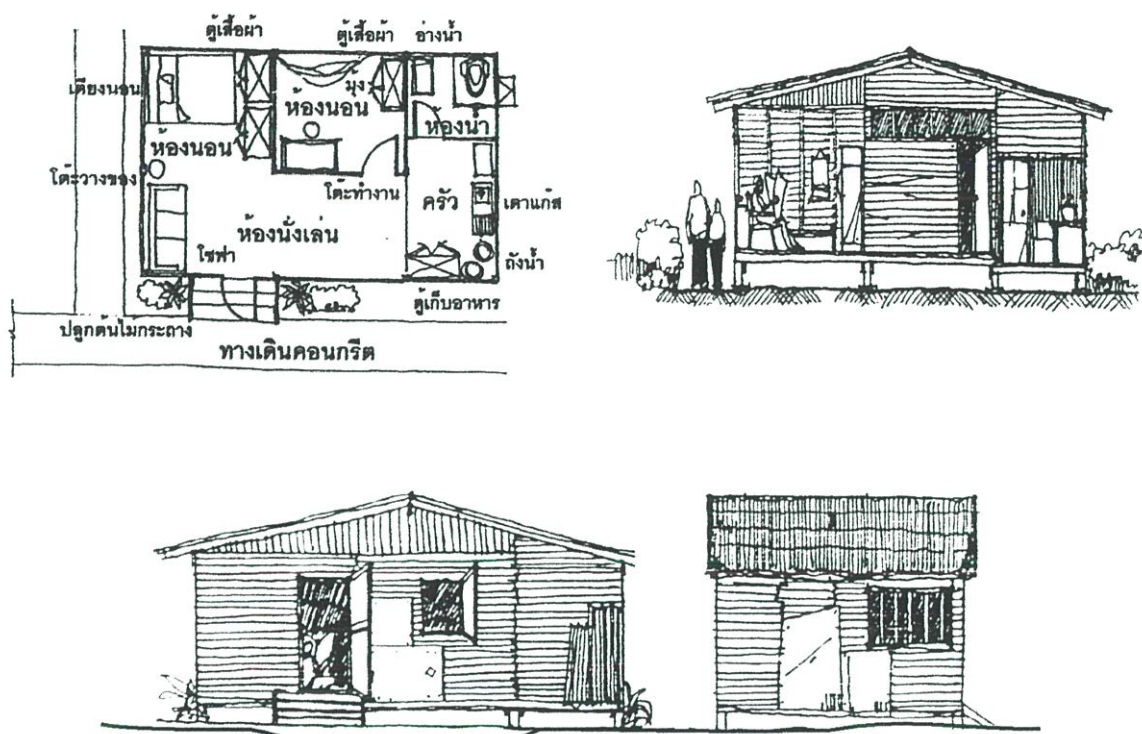 ตู้เสื้อผ้า
ตู้เสื้อผ้า
อ่างน้ำ
เตียงนอน
มุ้ง
ห้องนอน
ห้องน้ำ
ห้องนอน
โต๊ะวางของ
โต๊ะทำงาน
ครัว
เตาแก๊ส
ห้องนั่งเล่น
โซฟา
ถังน้ำ
ตู้เก็บอาหาร
ปลูกต้นไม้กระถาง
ทางเดินคอนกรีต